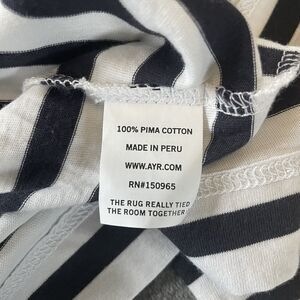 100% PIMA COTTON
MADE IN PERU
WWW.AYR.COM
RN#150965
THE RUG REALLY TIED
THE ROOM TOGETHER